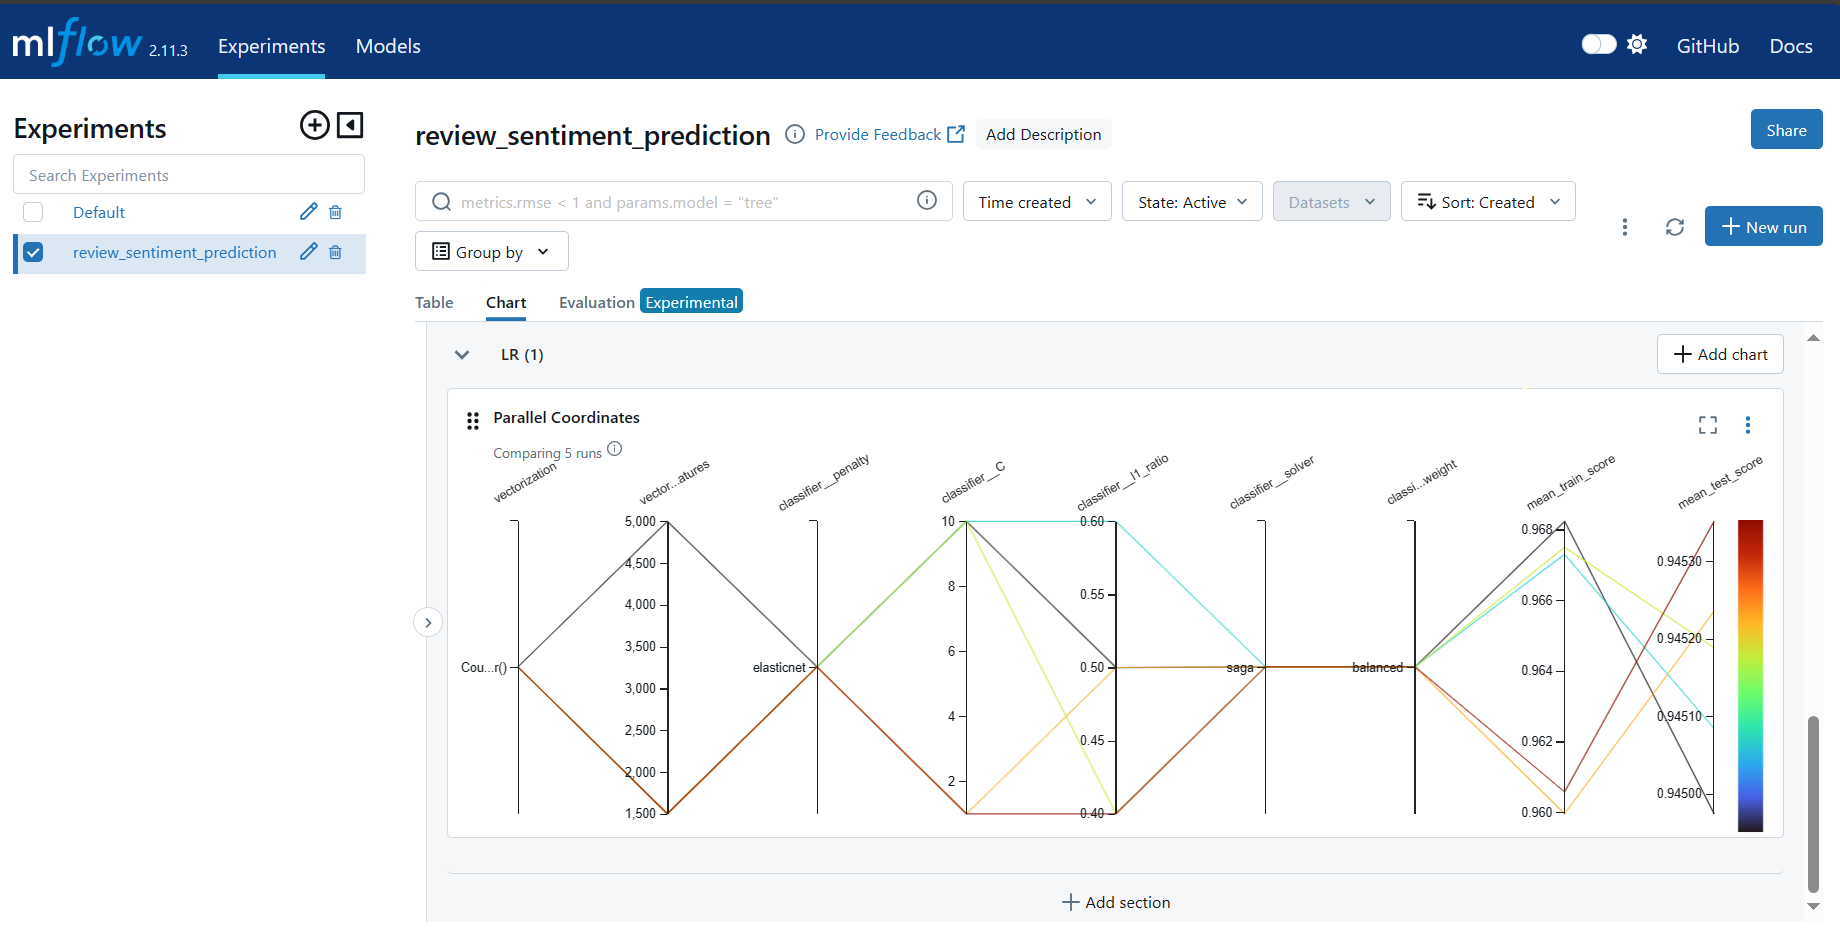 mlflow 2.11.3 Experiments Models GitHub Docs
Experiments
Search Experiments
Default
review_sentiment_prediction
review_sentiment_prediction Provide Feedback Add Description Share
metrics.rmse < 1 and params.model = "tree" Time created State: Active Datasets Sort: Created
Group by
New run
Table Chart Evaluation Experimental
LR (1) Add chart
Parallel Coordinates
Comparing 5 runs
vectorization vector...atures classifier__penalty classifier__C classifier__l1_ratio classifier__solver classi...weight mean_train_score mean_test_score
Cou...r()
5,000
4,500
4,000
3,500
3,000
2,500
2,000
1,500
elasticnet
10
8
6
4
2
0.60
0.55
0.50
0.45
0.40
saga
balanced
0.968
0.966
0.964
0.962
0.960
0.94530
0.94520
0.94510
0.94500
Add section